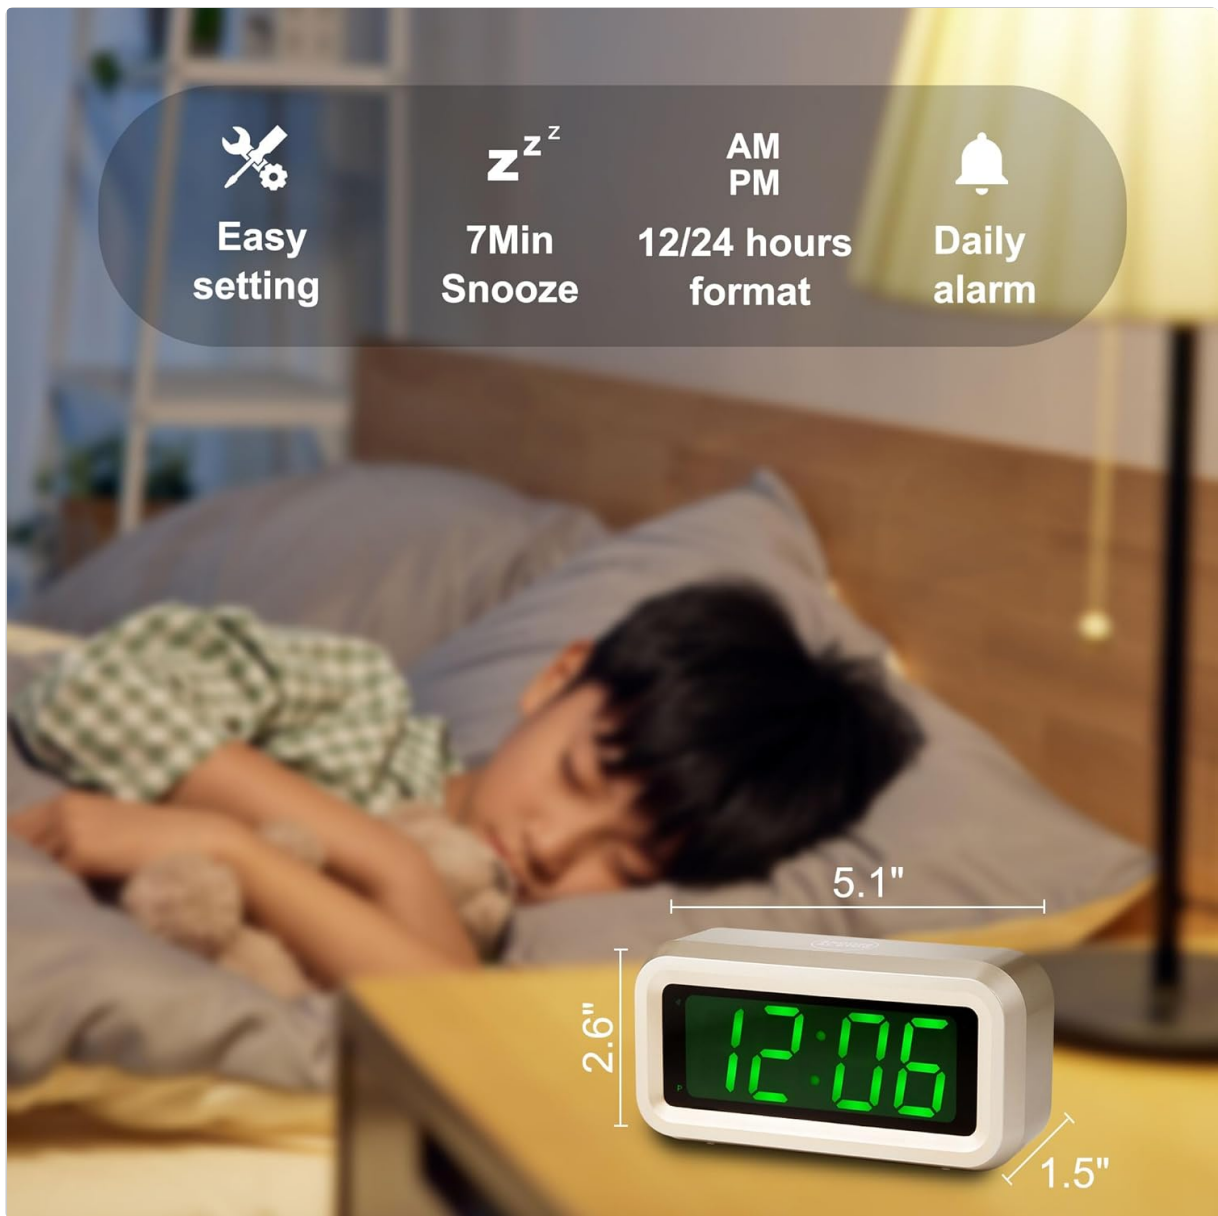 z z z
AM
PM
Easy
setting
7Min
Snooze
12/24 hours
format
Daily
alarm
5.1"
2.6"
12:06
P
1.5"